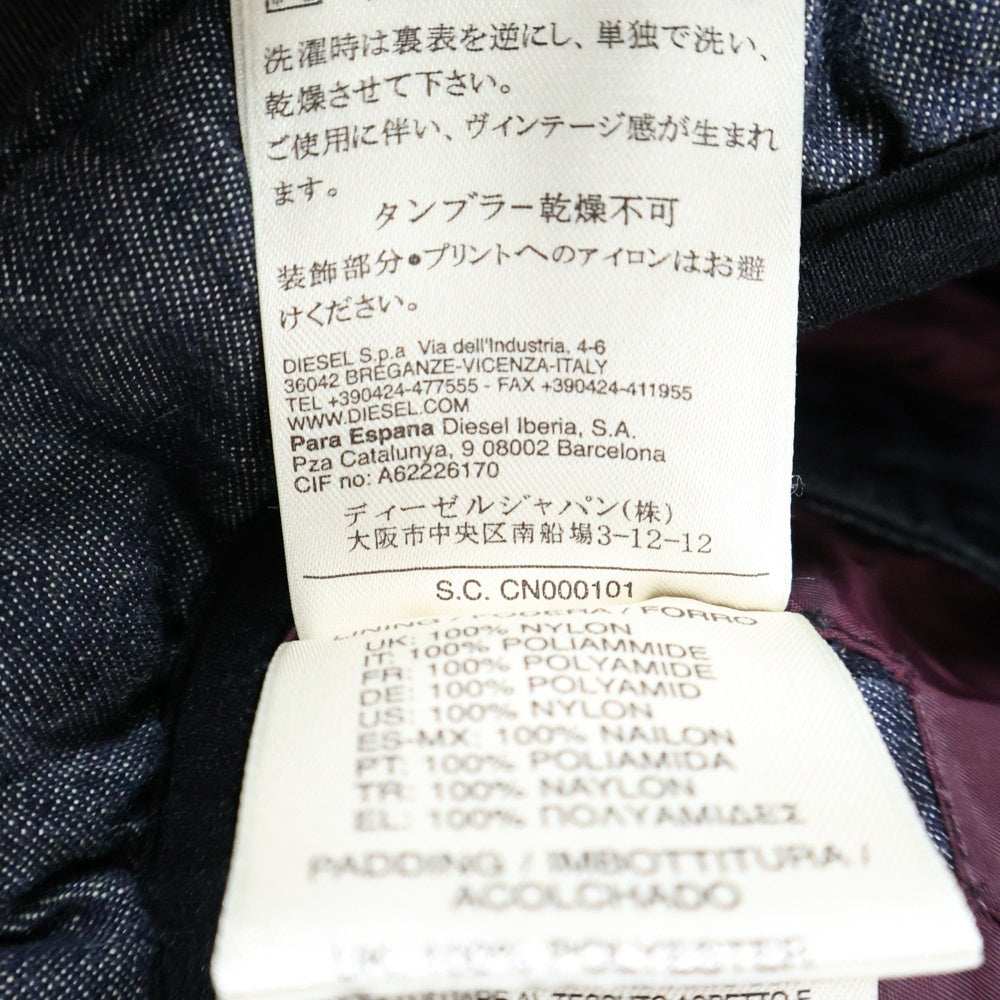 洗濯時は裏表を逆にし、単独で洗い、
乾燥させて下さい。
ご使用に伴い、ヴィンテージ感が生まれ
ます。
タンブラー乾燥不可
装飾部分•プリントへのアイロンはお避
けください。
DIESEL S.p.a Via dell'Industria, 4-6
36042 BREGANZE-VICENZA-ITALY
TEL +390424-477555 - FAX +390424-411955
WWW.DIESEL.COM
Para Espana Diesel Iberia, S.A.
Pza Catalunya, 9 08002 Barcelona
CIF no: A62226170
ディーゼルジャパン(株)
大阪市中央区南船場3-12-12
S.C. CN000101
LINING / FODERA / FORRO
UK: 100% NYLON
IT: 100% POLIAMMIDE
FR: 100% POLYAMIDE
DE: 100% POLYAMID
US: 100% NYLON
ES-MX: 100% NAILON
PT: 100% POLIAMIDA
TR: 100% NAYLON
EL: 100% ΠΟΛΥΑΜΙΔΕΣ
PADDING / IMBOTTITURA /
ACOLCHADO
UK: 100% POLYESTER